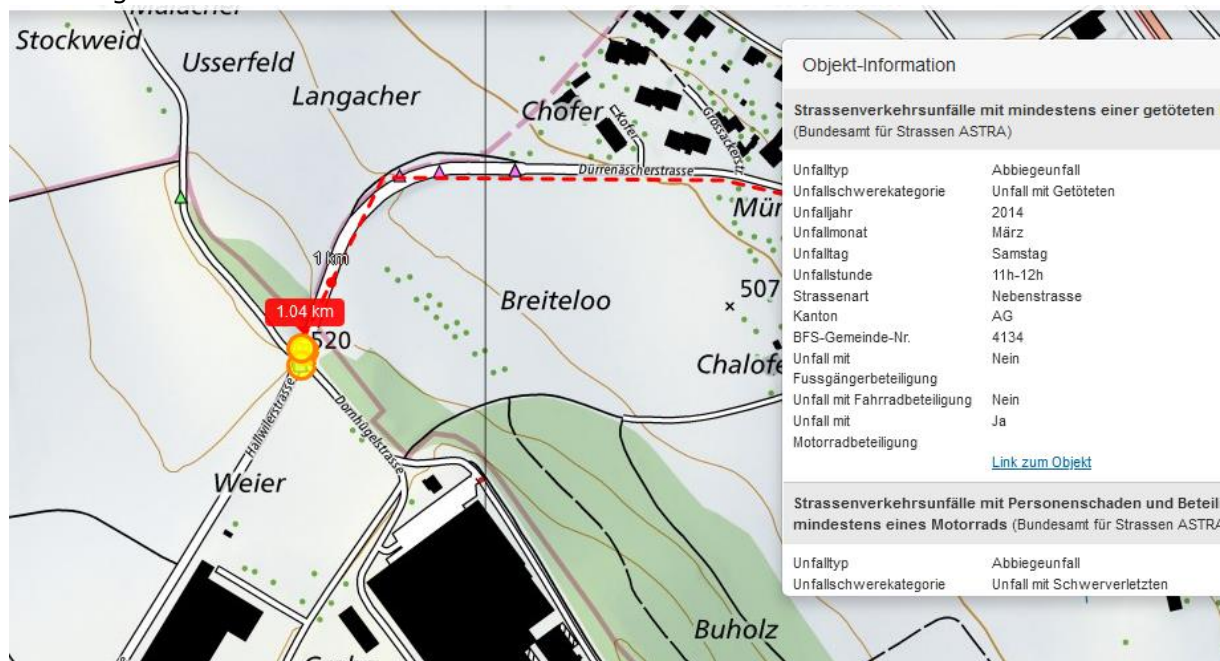 Stockweid
Usserfeld
Langacher
Chofer
Kofer
Grossackerstr.
Dürrenäscherstrasse
1 km
1.04 km
520
Breiteloo
507
Hallwilerstrasse
Dornhügelstrasse
Weier
Buholz
Objekt-Information
Strassenverkehrsunfälle mit mindestens einer getöteten
(Bundesamt für Strassen ASTRA)
Unfalltyp Abbiegeunfall
Unfallschwerekategorie Unfall mit Getöteten
Unfalljahr 2014
Unfallmonat März
Unfalltag Samstag
Unfallstunde 11h-12h
Strassenart Nebenstrasse
Kanton AG
BFS-Gemeinde-Nr. 4134
Unfall mit Nein
Fussgängerbeteiligung
Unfall mit Fahrradbeteiligung Nein
Unfall mit Ja
Motorradbeteiligung
Link zum Objekt
Strassenverkehrsunfälle mit Personenschaden und Beteil
mindestens eines Motorrads (Bundesamt für Strassen ASTRA
Unfalltyp Abbiegeunfall
Unfallschwerekategorie Unfall mit Schwerverletzten